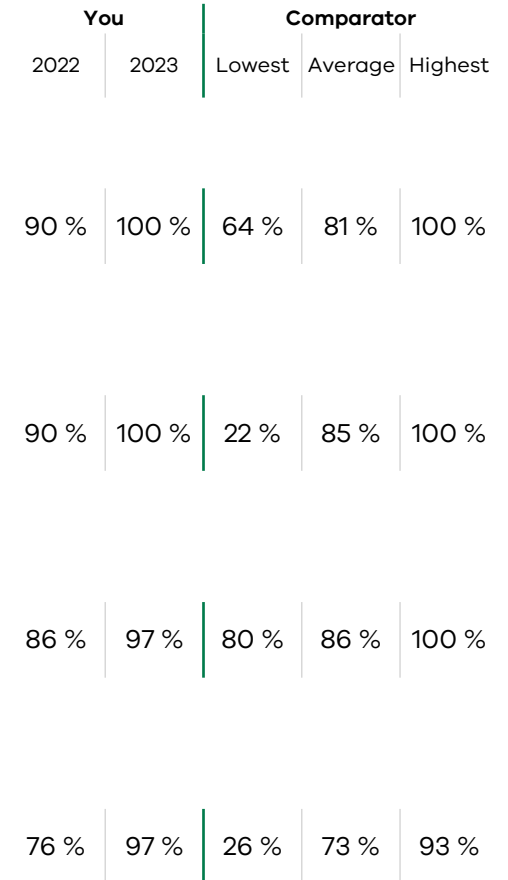 You Comparator
2022 2023 Lowest Average Highest
90 % 100 % 64 % 81 % 100 %
90 % 100 % 22 % 85 % 100 %
86 % 97 % 80 % 86 % 100 %
76 % 97 % 26 % 73 % 93 %